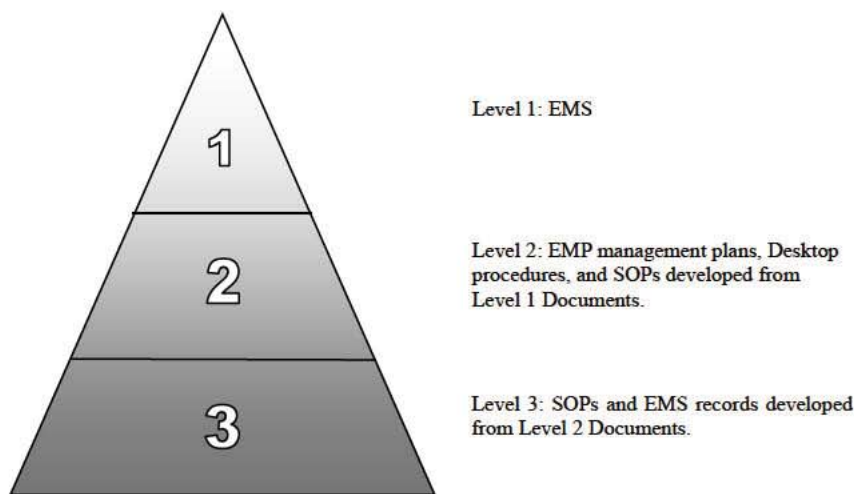 1
Level 1: EMS
2
Level 2: EMP management plans, Desktop
procedures, and SOPs developed from
Level 1 Documents.
3
Level 3: SOPs and EMS records developed
from Level 2 Documents.